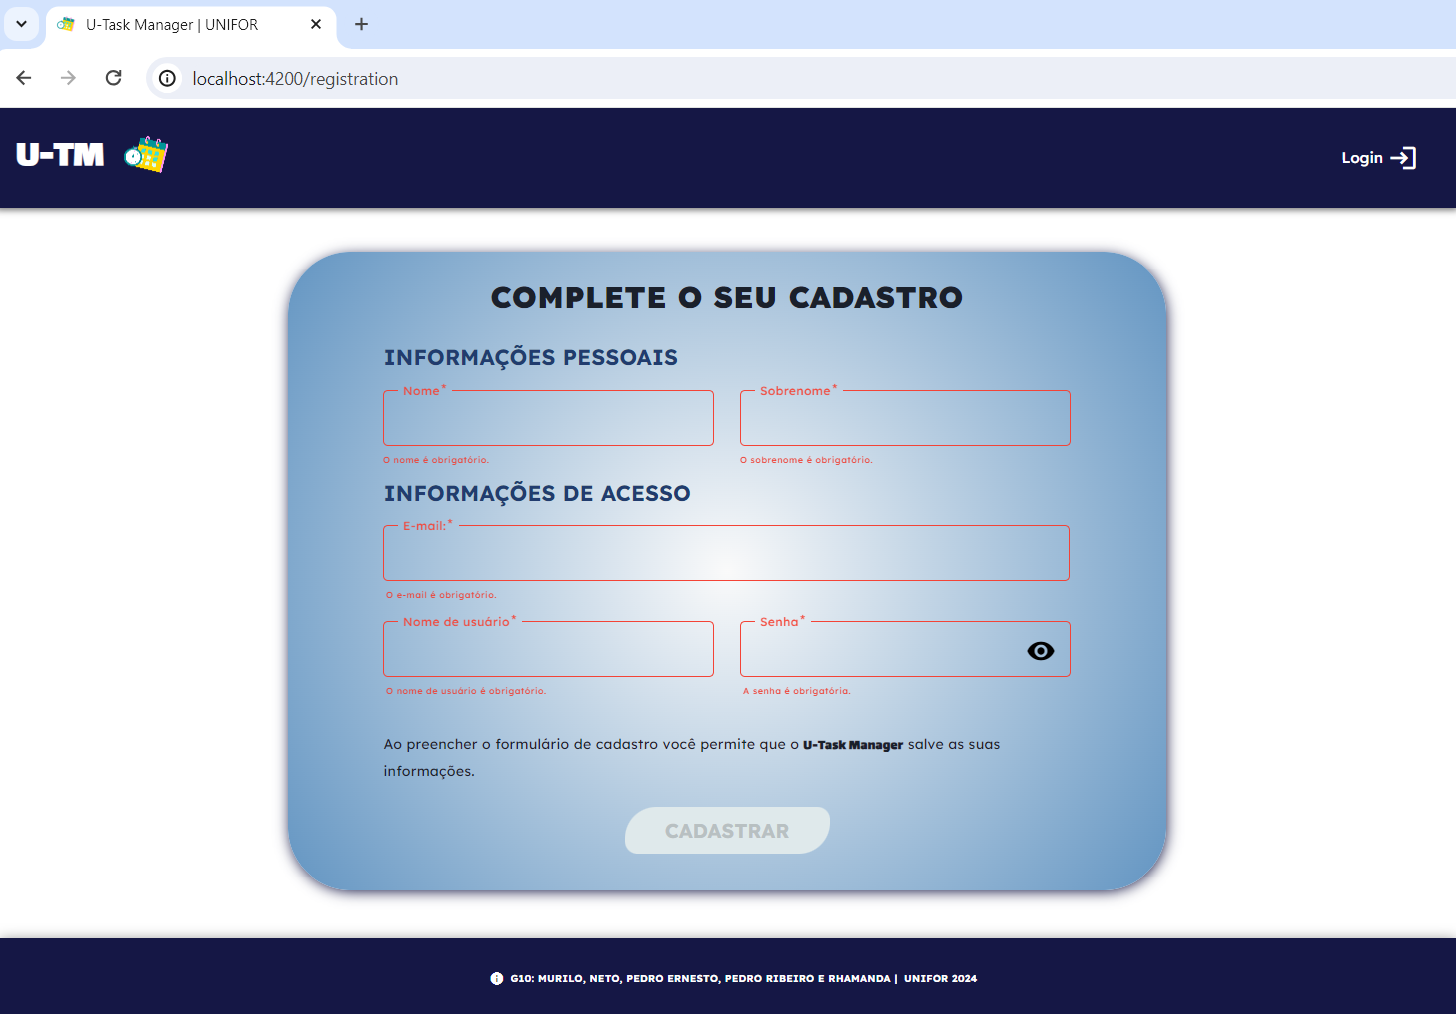 U-Task Manager | UNIFOR
localhost:4200/registration
U-TM
Login
COMPLETE O SEU CADASTRO
INFORMAÇÕES PESSOAIS
Nome* Sobrenome*
O nome é obrigatório. O sobrenome é obrigatório.
INFORMAÇÕES DE ACESSO
E-mail:*
O e-mail é obrigatório.
Nome de usuário* Senha*
O nome de usuário é obrigatório. A senha é obrigatória.
Ao preencher o formulário de cadastro você permite que o U-Task Manager salve as suas
informações.
CADASTRAR
G10: MURILO, NETO, PEDRO ERNESTO, PEDRO RIBEIRO E RHAMANDA | UNIFOR 2024